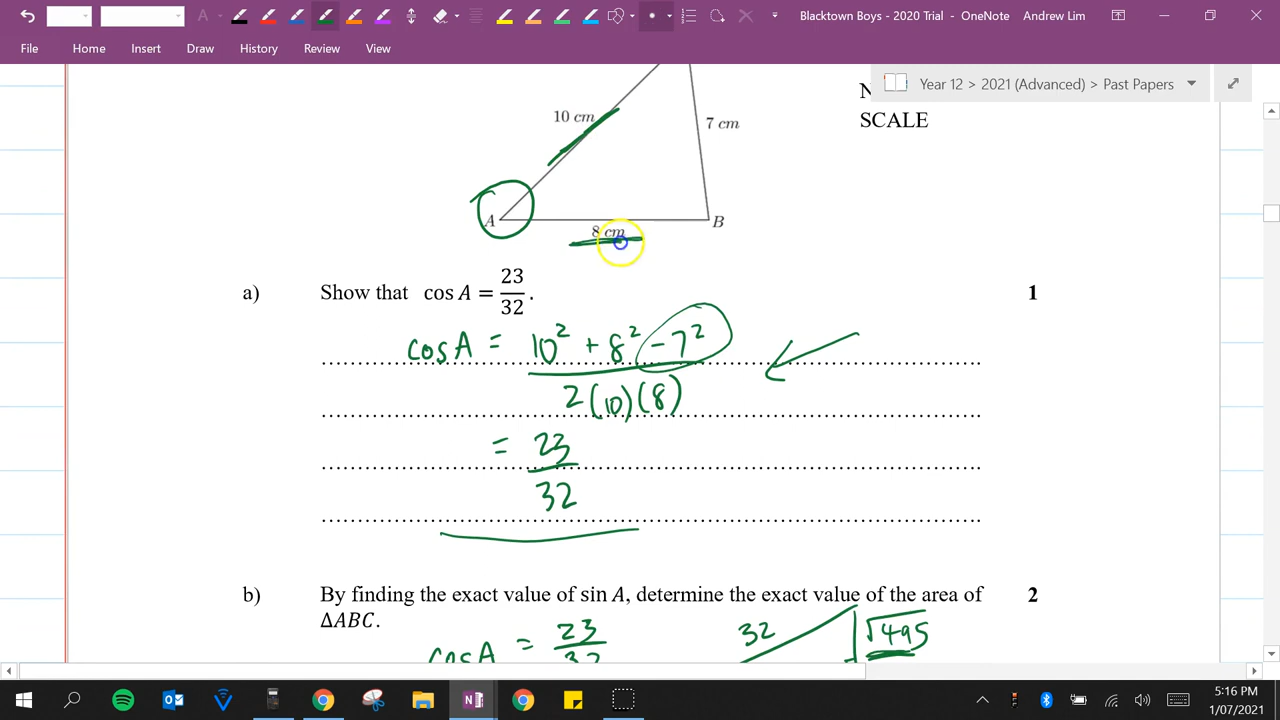 Blacktown Boys - 2020 Trial - OneNote
Andrew Lim
File Home Insert Draw History Review View
Year 12 > 2021 (Advanced) > Past Papers
SCALE
10 cm
7 cm
A
B
8 cm
a) Show that cos A = 23/32 . 1
cos A = 10² + 8² - 7²
2(10)(8)
= 23
32
b) By finding the exact value of sin A, determine the exact value of the area of 2
ΔABC.
cos A = 23
32
32
√495
5:16 PM
1/07/2021